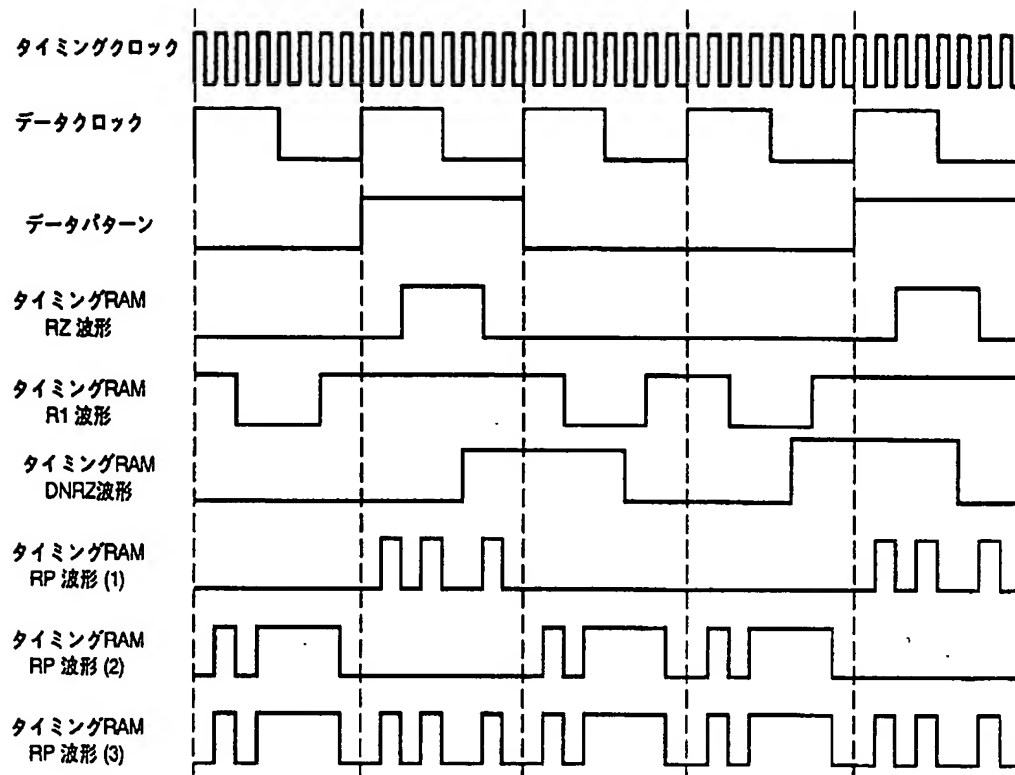 タイミングクロック
データクロック
データパターン
タイミングRAM
RZ 波形
タイミングRAM
R1 波形
タイミングRAM
DNRZ波形
タイミングRAM
RP 波形 (1)
タイミングRAM
RP 波形 (2)
タイミングRAM
RP 波形 (3)